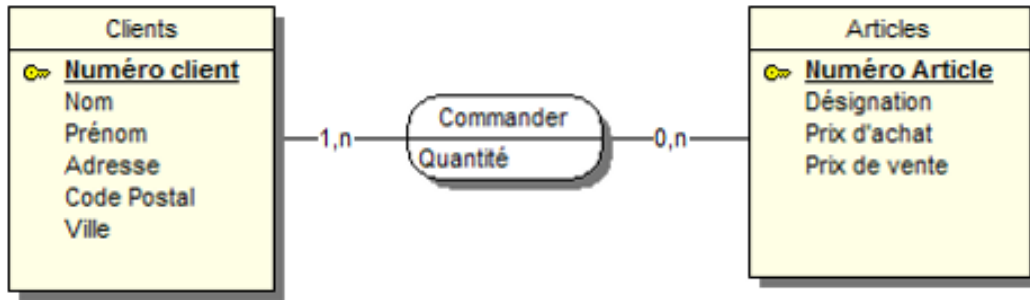 Clients
Numéro client
Nom
Prénom
Adresse
Code Postal
Ville
1,n
Commander
Quantité
0,n
Articles
Numéro Article
Désignation
Prix d'achat
Prix de vente